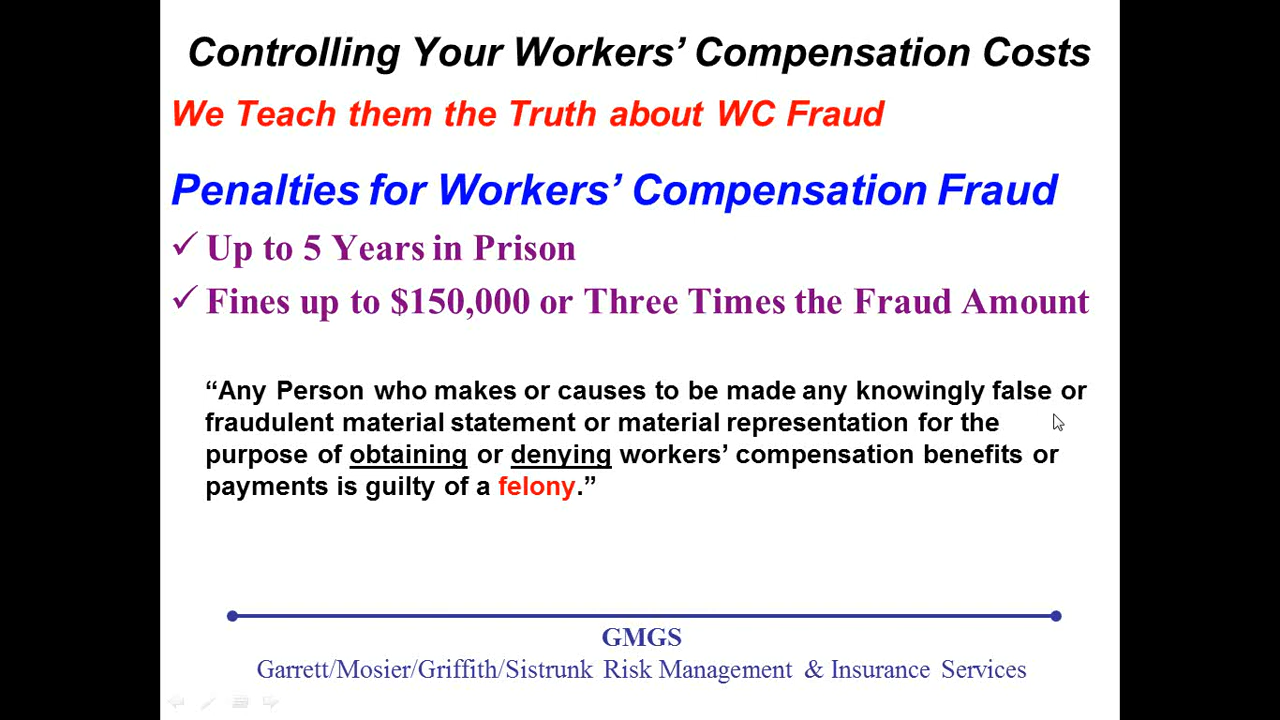 Controlling Your Workers’ Compensation Costs
We Teach them the Truth about WC Fraud
Penalties for Workers’ Compensation Fraud
✓ Up to 5 Years in Prison
✓ Fines up to $150,000 or Three Times the Fraud Amount
“Any Person who makes or causes to be made any knowingly false or
fraudulent material statement or material representation for the
purpose of obtaining or denying workers’ compensation benefits or
payments is guilty of a felony.”
GMGS
Garrett/Mosier/Griffith/Sistrunk Risk Management & Insurance Services